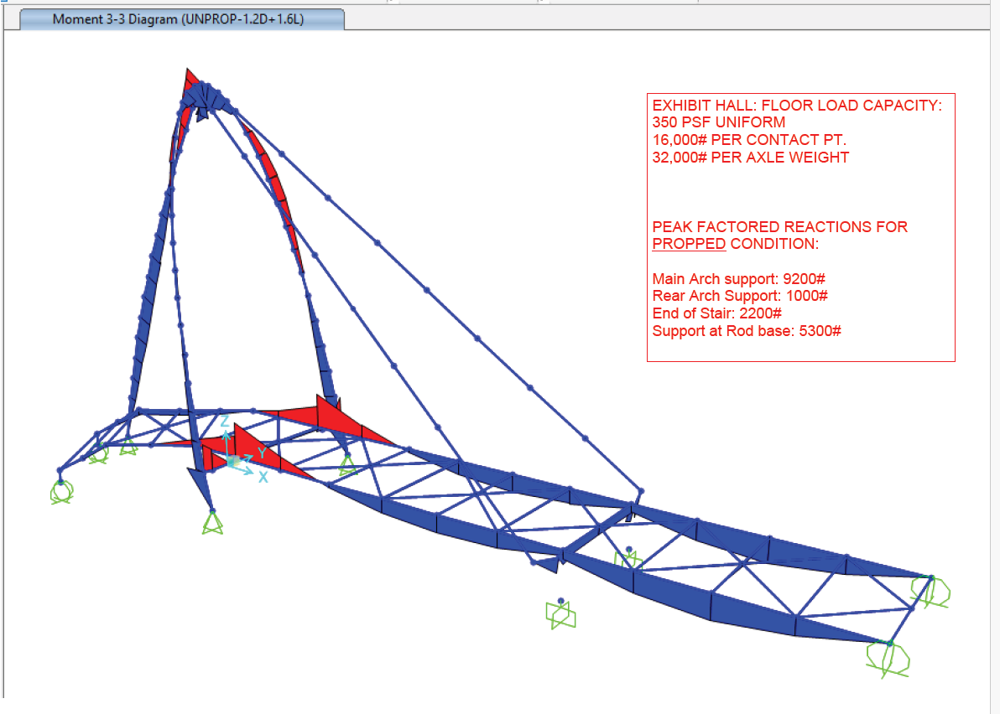 Moment 3-3 Diagram (UNPROP-1.2D+1.6L)
EXHIBIT HALL: FLOOR LOAD CAPACITY:
350 PSF UNIFORM
16,000# PER CONTACT PT.
32,000# PER AXLE WEIGHT
PEAK FACTORED REACTIONS FOR
PROPPED CONDITION:
Main Arch support: 9200#
Rear Arch Support: 1000#
End of Stair: 2200#
Support at Rod base: 5300#
Z
Y
X